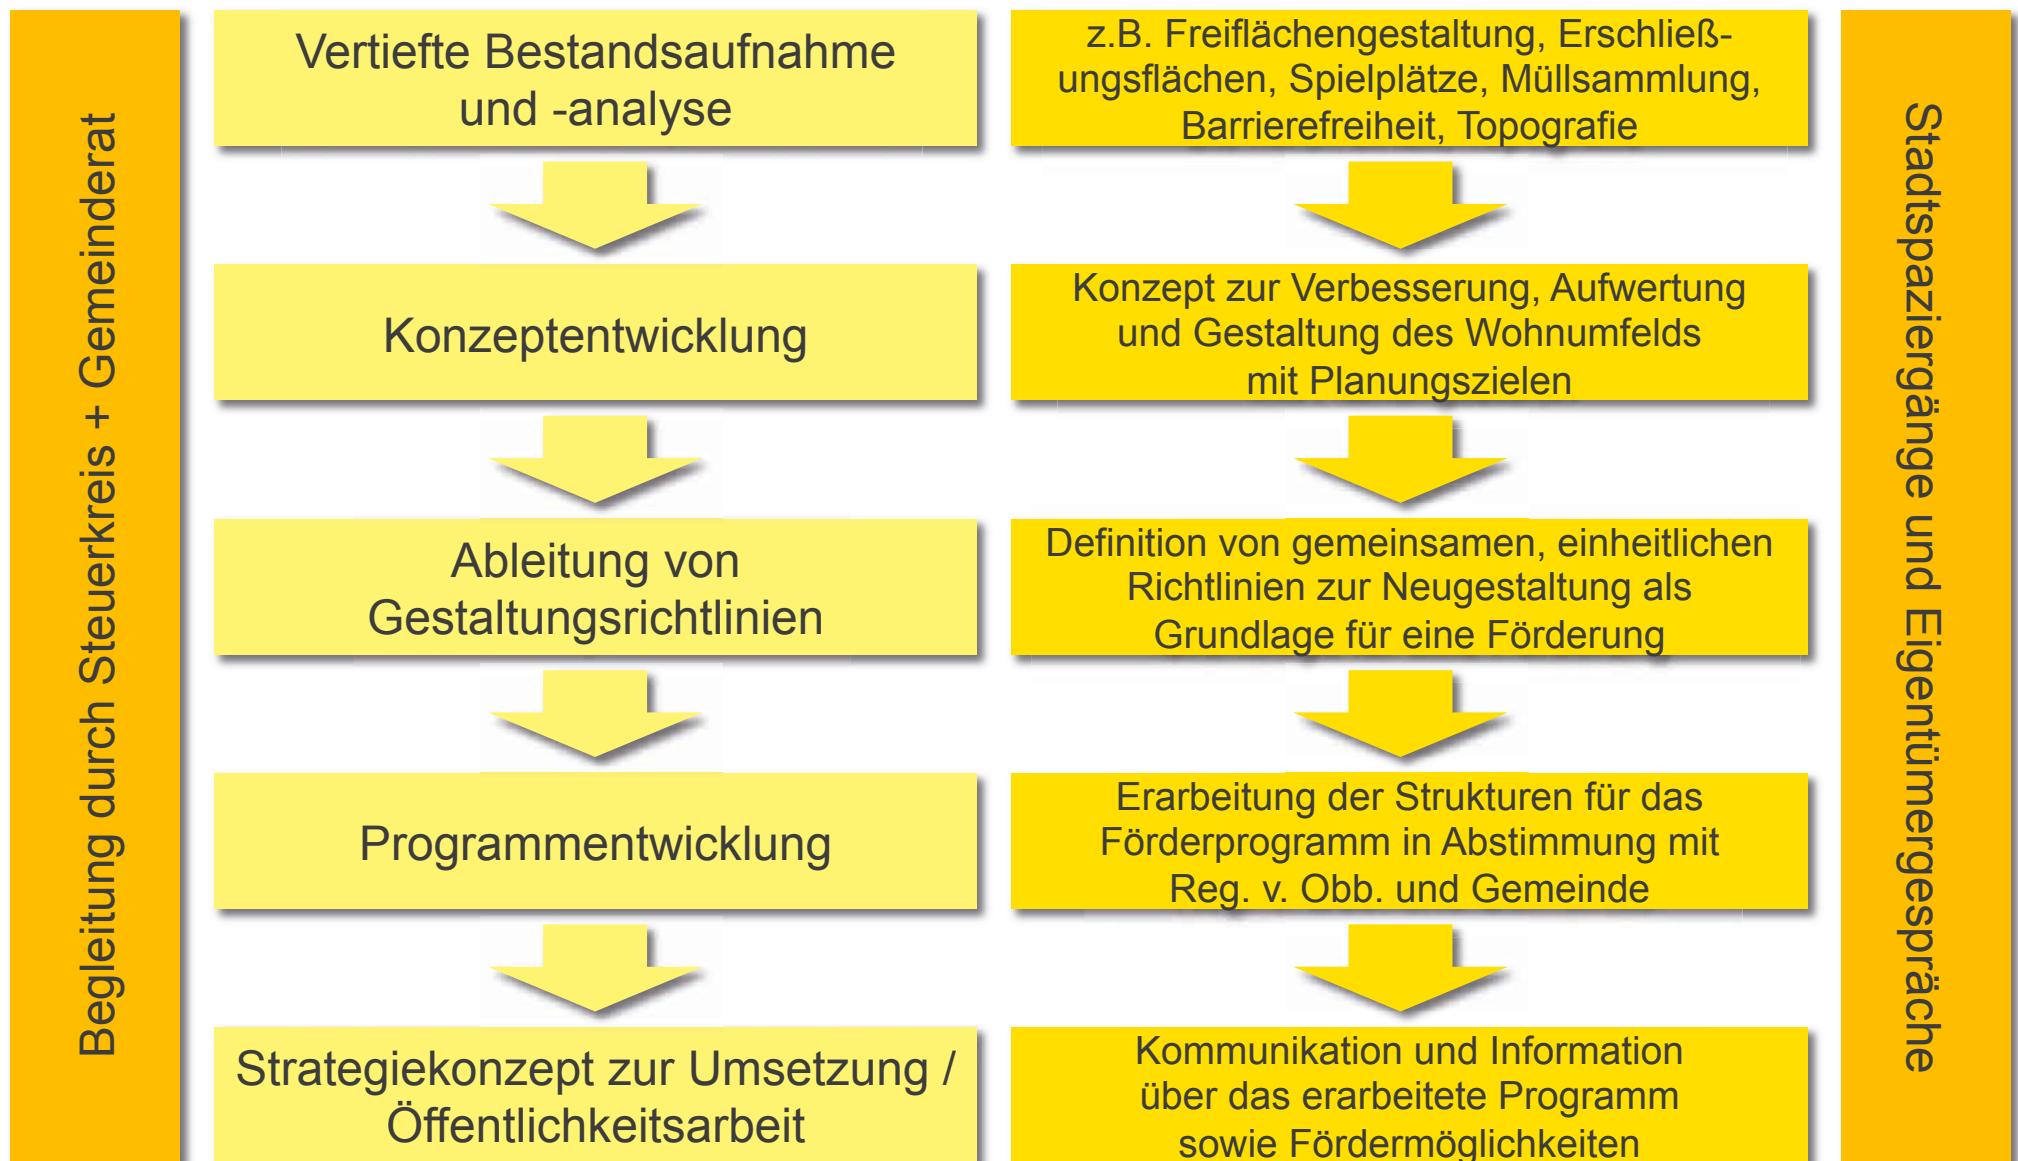 Begleitung durch Steuerkreis + Gemeinderat
Vertiefte Bestandsaufnahme
und -analyse
z.B. Freiflächengestaltung, Erschließ-
ungsflächen, Spielplätze, Müllsammlung,
Barrierefreiheit, Topografie
Konzeptentwicklung
Konzept zur Verbesserung, Aufwertung
und Gestaltung des Wohnumfelds
mit Planungszielen
Ableitung von
Gestaltungsrichtlinien
Definition von gemeinsamen, einheitlichen
Richtlinien zur Neugestaltung als
Grundlage für eine Förderung
Programmentwicklung
Erarbeitung der Strukturen für das
Förderprogramm in Abstimmung mit
Reg. v. Obb. und Gemeinde
Strategiekonzept zur Umsetzung /
Öffentlichkeitsarbeit
Kommunikation und Information
über das erarbeitete Programm
sowie Fördermöglichkeiten
Stadtspaziergänge und Eigentümergespräche